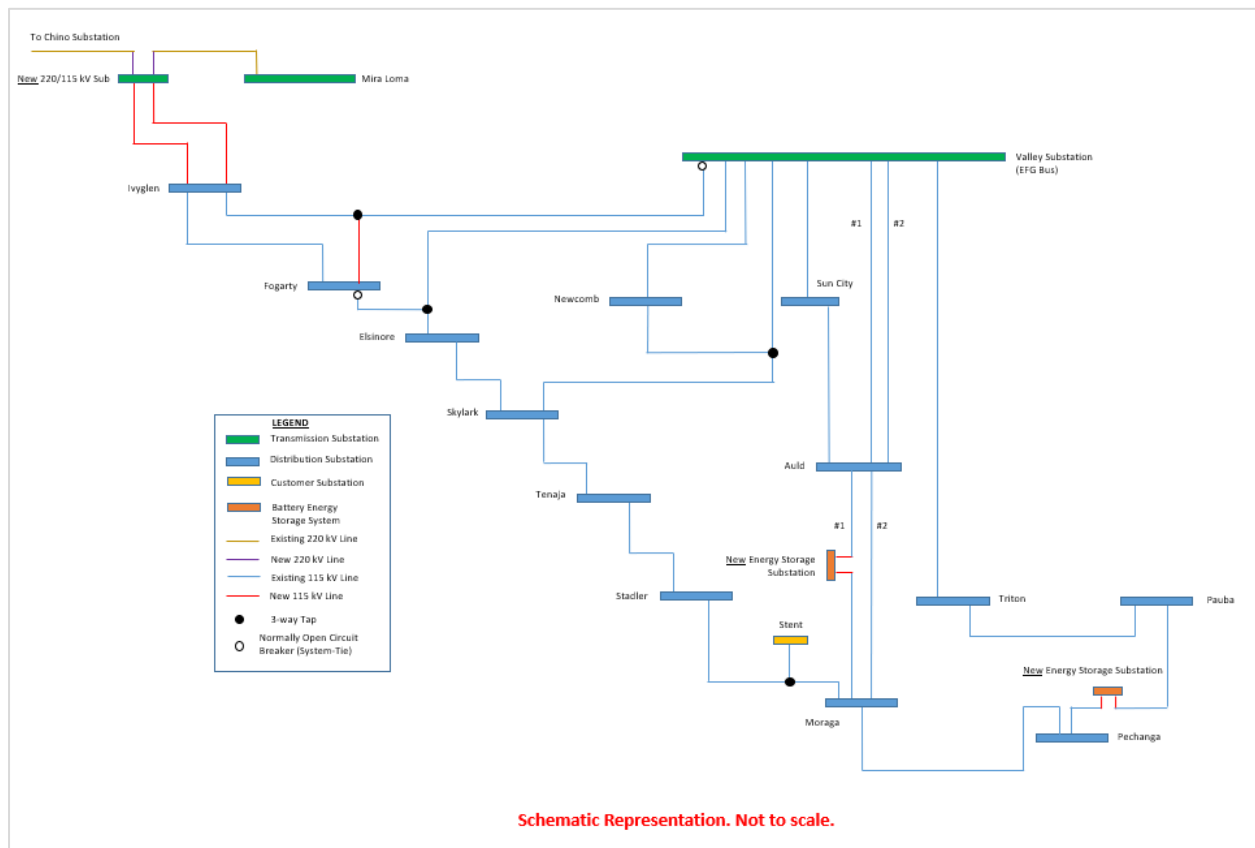 To Chino Substation
New 220/115 kV Sub
Mira Loma
Valley Substation
(EFG Bus)
Ivyglen
#1
#2
Fogarty
Newcomb
Sun City
Elsinore
Skylark
LEGEND
Transmission Substation
Distribution Substation
Customer Substation
Battery Energy
Storage System
Existing 220 kV Line
New 220 kV Line
Existing 115 kV Line
New 115 kV Line
3-way Tap
Normally Open Circuit
Breaker (System-Tie)
Auld
Tenaja
#1
#2
New Energy Storage
Substation
Stadler
Triton
Pauba
Stent
New Energy Storage Substation
Moraga
Pechanga
Schematic Representation. Not to scale.